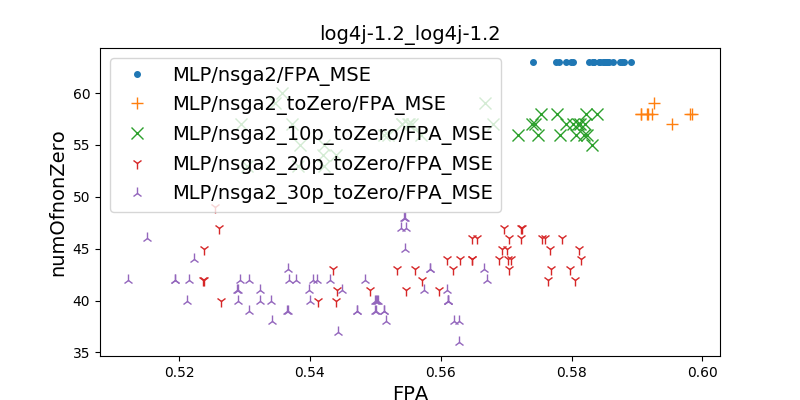 log4j-1.2_log4j-1.2
MLP/nsga2/FPA_MSE
MLP/nsga2_toZero/FPA_MSE
MLP/nsga2_10p_toZero/FPA_MSE
MLP/nsga2_20p_toZero/FPA_MSE
MLP/nsga2_30p_toZero/FPA_MSE
numOfnonZero
60
55
50
45
40
35
0.52 0.54 0.56 0.58 0.60
FPA